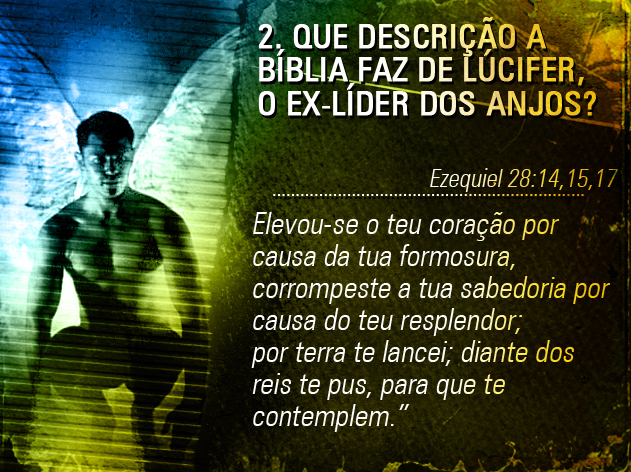 2. QUE DESCRIÇÃO A
BÍBLIA FAZ DE LÚCIFER,
O EX-LÍDER DOS ANJOS?
Ezequiel 28:14,15,17
Elevou-se o teu coração por
causa da tua formosura,
corrompeste a tua sabedoria por
causa do teu resplendor;
por terra te lancei; diante dos
reis te pus, para que te
contemplem.”